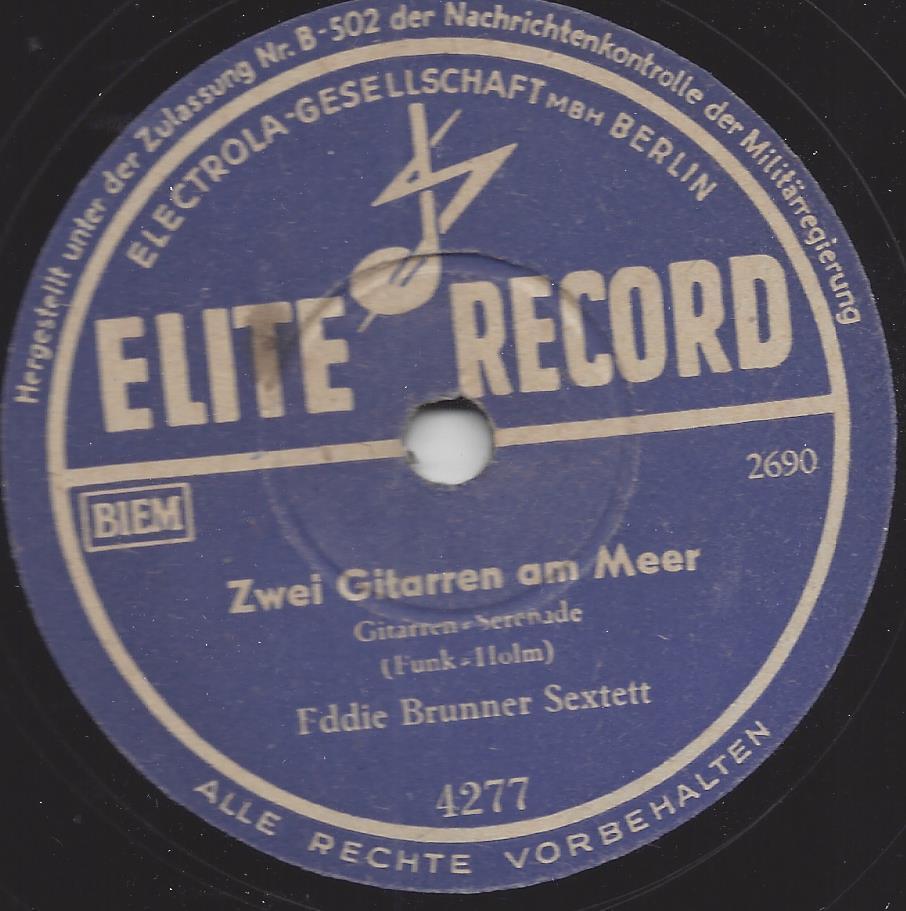 Hergestellt unter der Zulassung Nr. B-502 der Nachrichtenkontrolle der Militärregierung
ELECTROLA-GESELLSCHAFT MBH BERLIN
ELITE RECORD
2690
BIEM
Zwei Gitarren am Meer
Gitarren-Serenade
(Funk-Holm)
Eddie Brunner Sextett
4277
ALLE RECHTE VORBEHALTEN